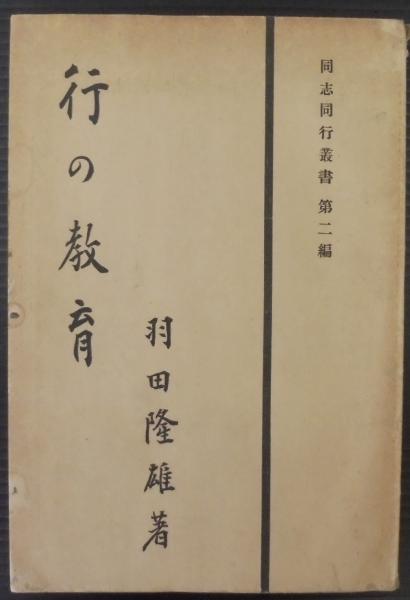 同志同行叢書 第二編
行の教育
羽田隆雄著